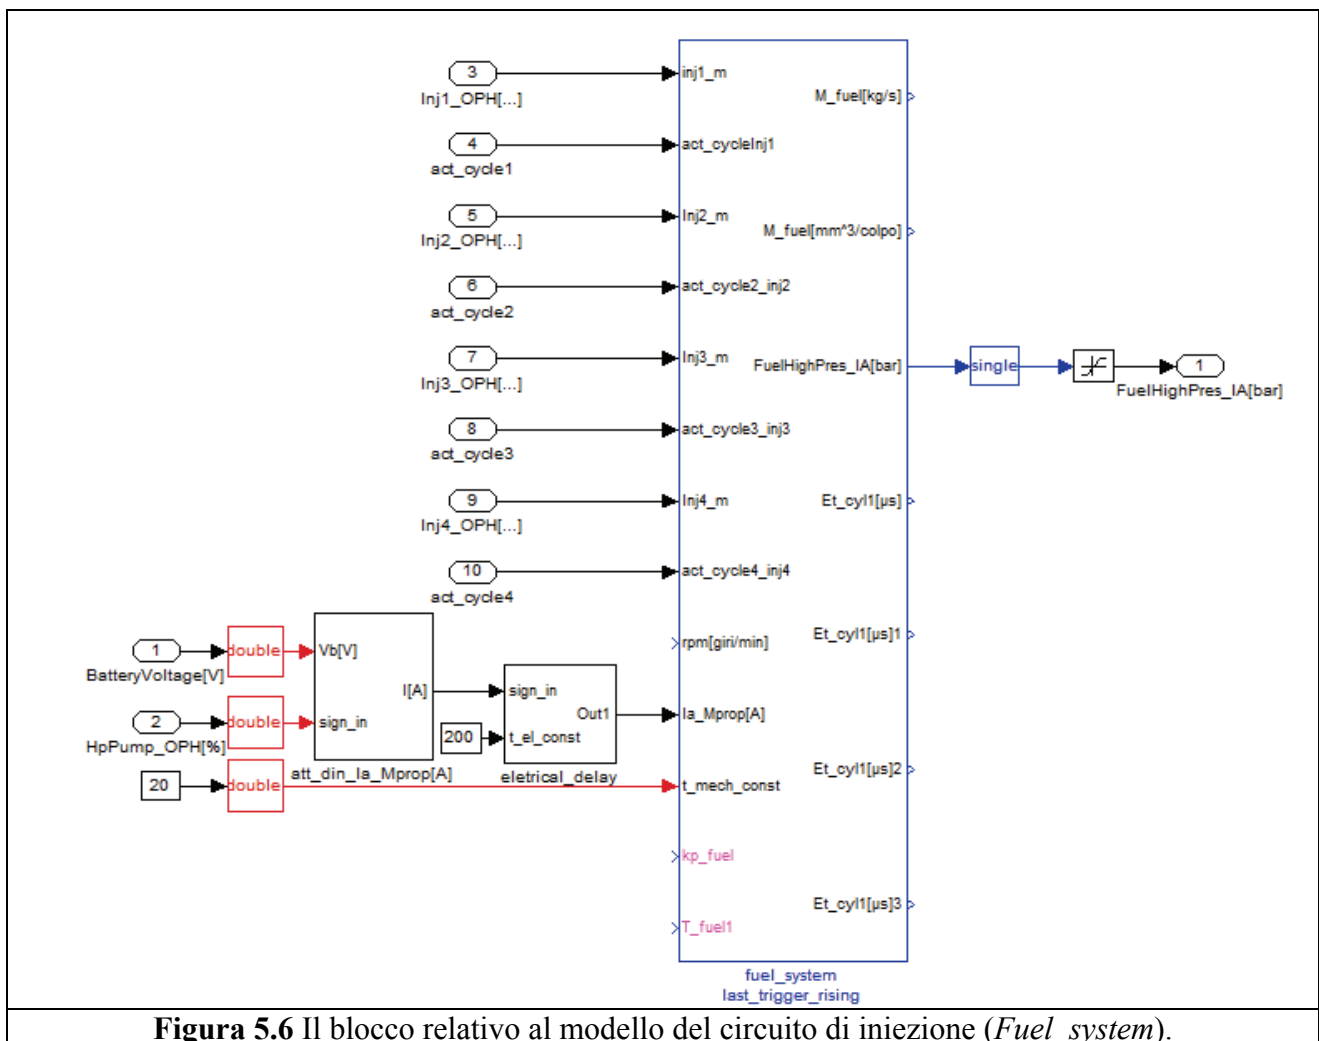 3
Inj1_OPH[...]
4
act_cycle1
5
Inj2_OPH[...]
6
act_cycle2
7
Inj3_OPH[...]
8
act_cycle3
9
Inj4_OPH[...]
10
act_cycle4
1
BatteryVoltage[V]
2
HpPump_OPH[%]
20
double
double
double
Vb[V]
sign_in
I[A]
att_din_Ia_Mprop[A]
200
sign_in
t_el_const
Out1
eletrical_delay
inj1_m
act_cycleInj1
Inj2_m
act_cycle2_inj2
Inj3_m
act_cycle3_inj3
Inj4_m
act_cycle4_inj4
rpm[giri/min]
Ia_Mprop[A]
t_mech_const
kp_fuel
T_fuel1
M_fuel[kg/s]
M_fuel[mm^3/colpo]
FuelHighPres_IA[bar]
Et_cyl1[µs]
Et_cyl1[µs]1
Et_cyl1[µs]2
Et_cyl1[µs]3
fuel_system
last_trigger_rising
single
1
FuelHighPres_IA[bar]
Figura 5.6 Il blocco relativo al modello del circuito di iniezione (Fuel_system).